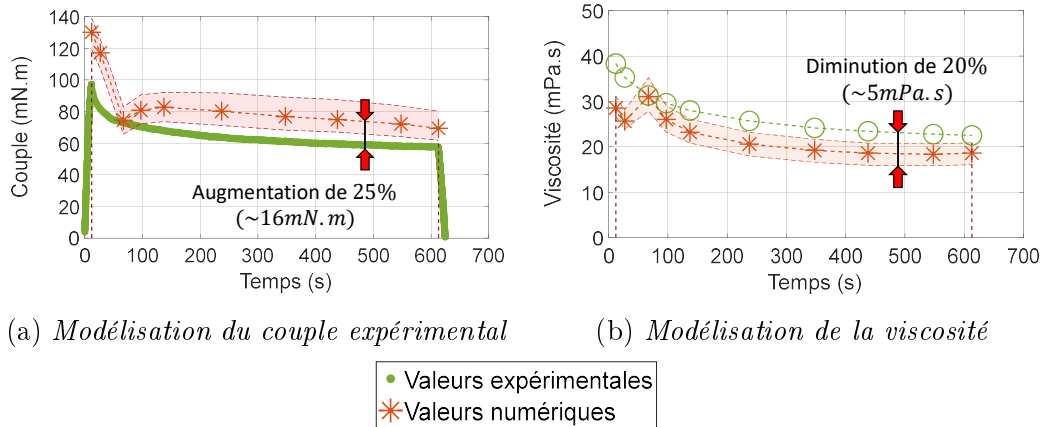 140
120
100
80
60
40
20
0
Couple (mN.m)
Augmentation de 25%
(~16mN.m)
0 100 200 300 400 500 600 700
Temps (s)
(a) Modélisation du couple expérimental
50
40
30
20
10
0
Viscosité (mPa.s)
Diminution de 20%
(~5mPa.s)
0 100 200 300 400 500 600 700
Temps (s)
(b) Modélisation de la viscosité
Valeurs expérimentales
Valeurs numériques